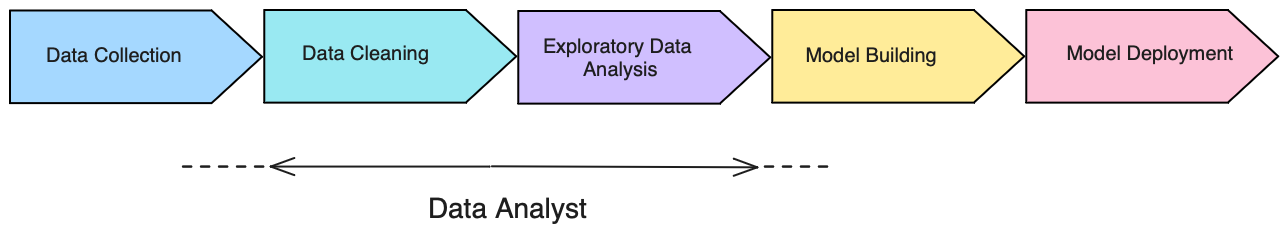 Data Collection
Data Cleaning
Exploratory Data
Analysis
Model Building
Model Deployment
Data Analyst